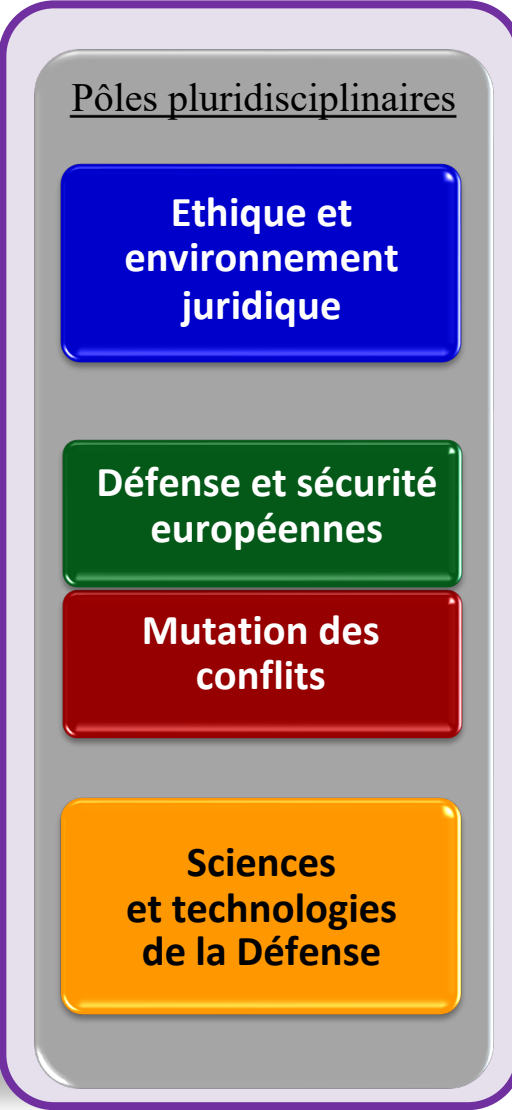 Pôles pluridisciplinaires
Ethique et
environnement
juridique
Défense et sécurité
européennes
Mutation des
conflits
Sciences
et technologies
de la Défense